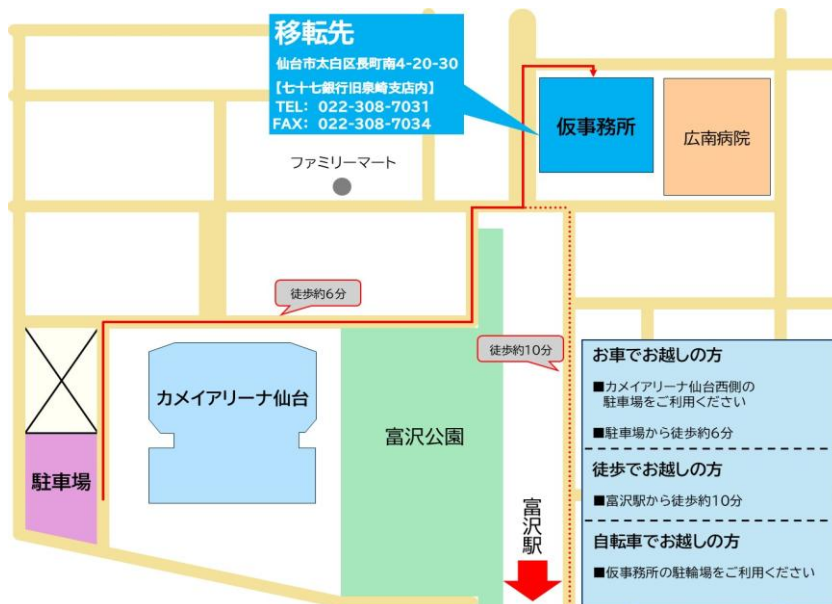 移転先
仙台市太白区長町南4-20-30
【七十七銀行旧泉崎支店内】
TEL: 022-308-7031
FAX: 022-308-7034
仮事務所
広南病院
ファミリーマート
徒歩約6分
徒歩約10分
カメイアリーナ仙台
富沢公園
駐車場
富沢駅
お車でお越しの方
■カメイアリーナ仙台西側の
駐車場をご利用ください
■駐車場から徒歩約6分
徒歩でお越しの方
■富沢駅から徒歩約10分
自転車でお越しの方
■仮事務所の駐輪場をご利用ください